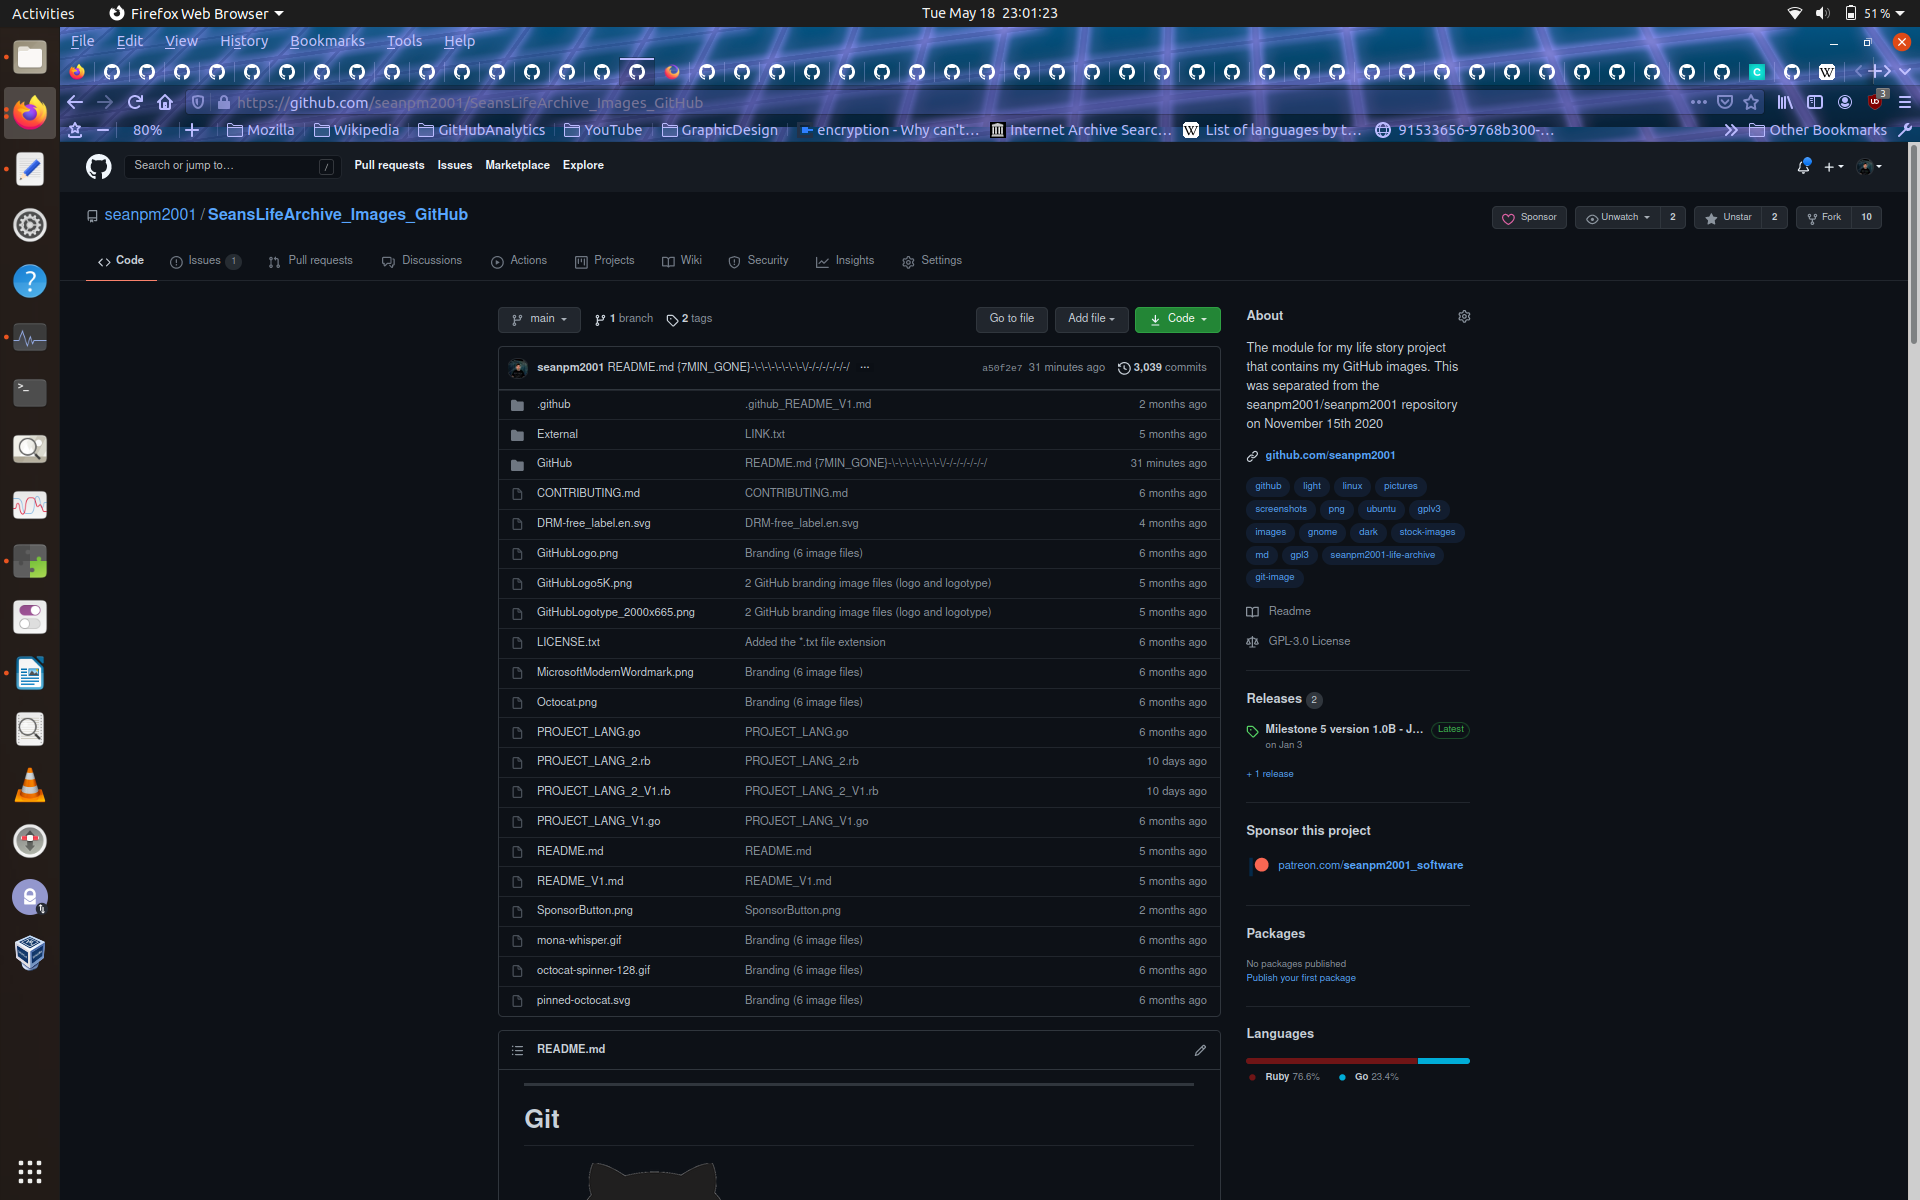 Activities Firefox Web Browser Tue May 18 23:01:23 51 %
File Edit View History Bookmarks Tools Help
https://github.com/seanpm2001/SeansLifeArchive_Images_GitHub 3
80% Mozilla Wikipedia GitHubAnalytics YouTube GraphicDesign encryption - Why can't… Internet Archive Searc… List of languages by t… 91533656-9768b300-… Other Bookmarks
Search or jump to… / Pull requests Issues Marketplace Explore
seanpm2001 / SeansLifeArchive_Images_GitHub Sponsor Unwatch 2 Unstar 2 Fork 10
Code Issues 1 Pull requests Discussions Actions Projects Wiki Security Insights Settings
main 1 branch 2 tags Go to file Add file Code
seanpm2001 README.md {7MIN_GONE}-\-\-\-\-\-\-\-\/-/-/-/-/-/-/ … a50f2e7 31 minutes ago 3,039 commits
.github .github_README_V1.md 2 months ago
External LINK.txt 5 months ago
GitHub README.md {7MIN_GONE}-\-\-\-\-\-\-\-\/-/-/-/-/-/-/ 31 minutes ago
CONTRIBUTING.md CONTRIBUTING.md 6 months ago
DRM-free_label.en.svg DRM-free_label.en.svg 4 months ago
GitHubLogo.png Branding (6 image files) 6 months ago
GitHubLogo5K.png 2 GitHub branding image files (logo and logotype) 5 months ago
GitHubLogotype_2000x665.png 2 GitHub branding image files (logo and logotype) 5 months ago
LICENSE.txt Added the *.txt file extension 6 months ago
MicrosoftModernWordmark.png Branding (6 image files) 6 months ago
Octocat.png Branding (6 image files) 6 months ago
PROJECT_LANG.go PROJECT_LANG.go 6 months ago
PROJECT_LANG_2.rb PROJECT_LANG_2.rb 10 days ago
PROJECT_LANG_2_V1.rb PROJECT_LANG_2_V1.rb 10 days ago
PROJECT_LANG_V1.go PROJECT_LANG_V1.go 6 months ago
README.md README.md 5 months ago
README_V1.md README_V1.md 5 months ago
SponsorButton.png SponsorButton.png 2 months ago
mona-whisper.gif Branding (6 image files) 6 months ago
octocat-spinner-128.gif Branding (6 image files) 6 months ago
pinned-octocat.svg Branding (6 image files) 6 months ago
README.md
Git
About
The module for my life story project
that contains my GitHub images. This
was separated from the
seanpm2001/seanpm2001 repository
on November 15th 2020
github.com/seanpm2001
github light linux pictures
screenshots png ubuntu gplv3
images gnome dark stock-images
md gpl3 seanpm2001-life-archive
git-image
Readme
GPL-3.0 License
Releases 2
Milestone 5 version 1.0B - J… Latest
on Jan 3
+ 1 release
Sponsor this project
patreon.com/seanpm2001_software
Packages
No packages published
Publish your first package
Languages
Ruby 76.6% Go 23.4%